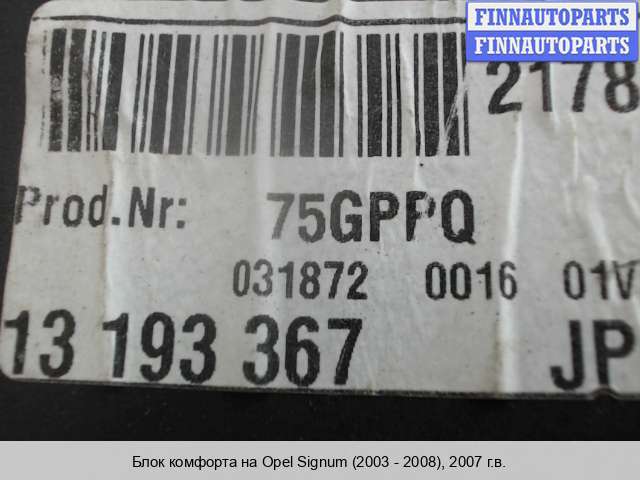 FINNAUTOPARTS
FINNAUTOPARTS
2178
Prod.Nr: 75GPPQ
031872 0016 01V
13 193 367 JP
Блок комфорта на Opel Signum (2003 - 2008), 2007 г.в.